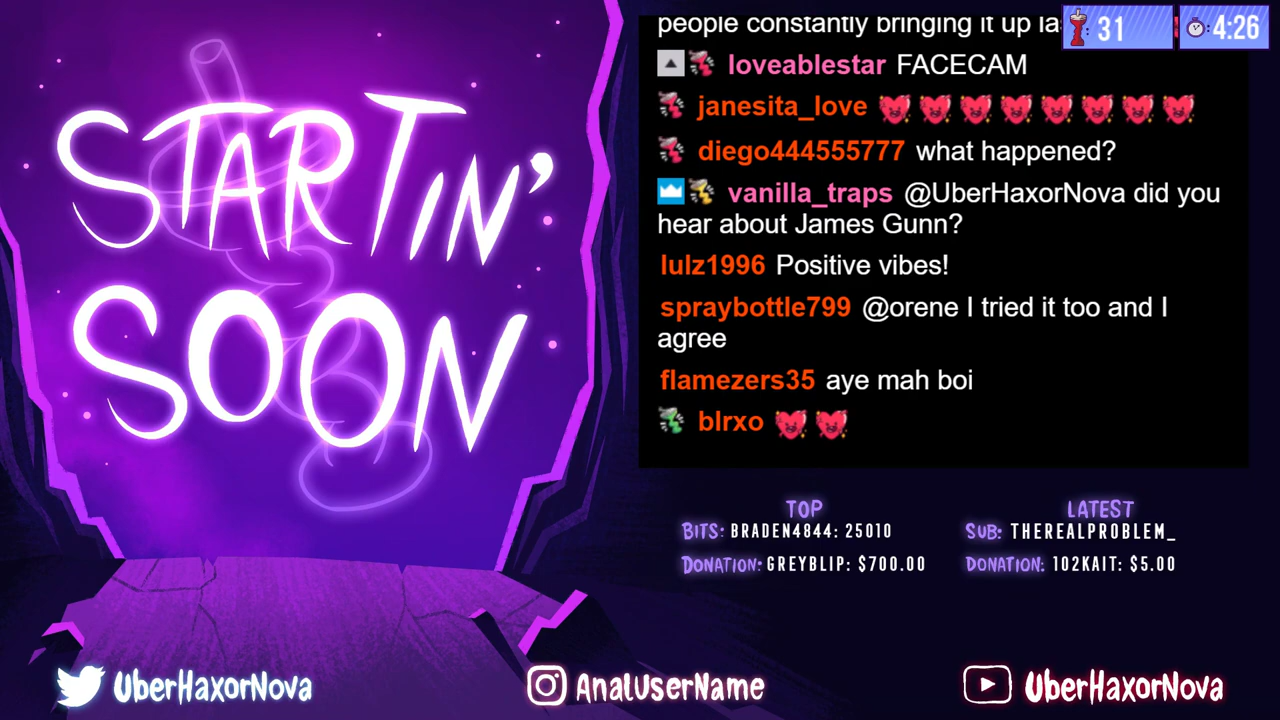 STARTIN'
SOON
people constantly bringing it up
31
4:26
loveablestar FACECAM
janesita_love
diego444555777 what happened?
vanilla_traps @UberHaxorNova did you
hear about James Gunn?
lulz1996 Positive vibes!
spraybottle799 @orene I tried it too and I
agree
flamezers35 aye mah boi
blrxo
TOP
BITS: BRADEN4844: 25010
DONATION: GREYBLIP: $700.00
LATEST
SUB: THEREALPROBLEM_
DONATION: 102KAIT: $5.00
UberHaxorNova
AnalUserName
UberHaxorNova